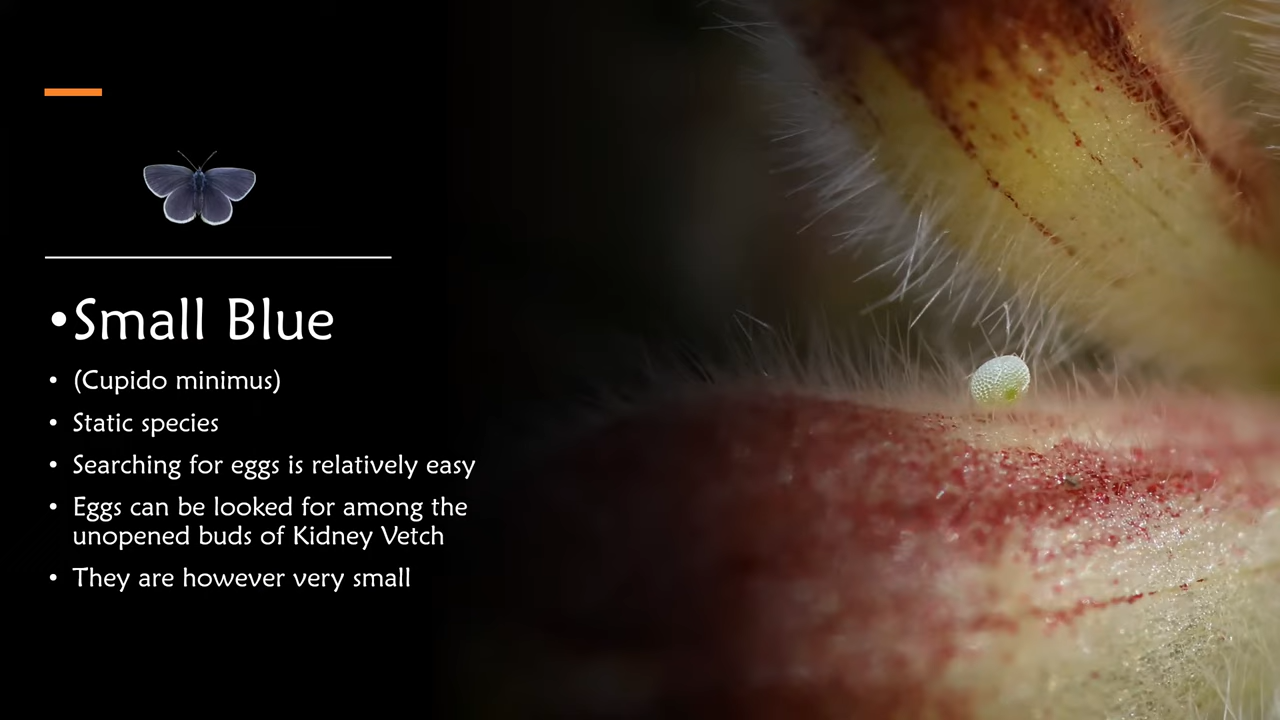 •Small Blue
• (Cupido minimus)
• Static species
• Searching for eggs is relatively easy
• Eggs can be looked for among the
unopened buds of Kidney Vetch
• They are however very small